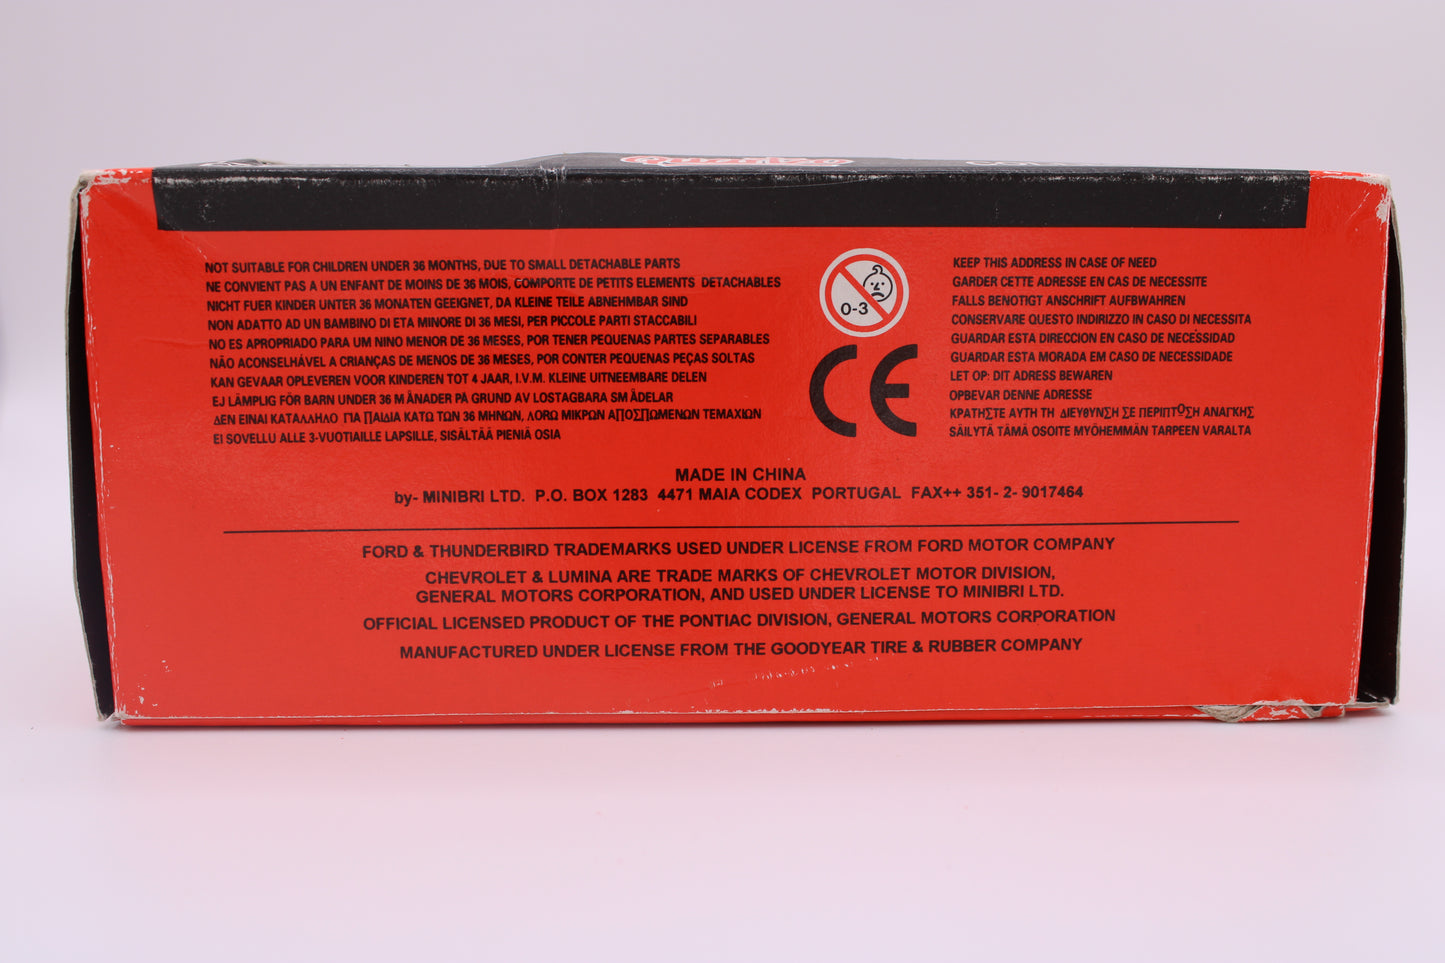 NOT SUITABLE FOR CHILDREN UNDER 36 MONTHS, DUE TO SMALL DETACHABLE PARTS
NE CONVIENT PAS A UN ENFANT DE MOINS DE 36 MOIS, COMPORTE DE PETITS ELEMENTS DETACHABLES
NICHT FUER KINDER UNTER 36 MONATEN GEEIGNET, DA KLEINE TEILE ABNEHMBAR SIND
NON ADATTO AD UN BAMBINO DI ETA MINORE DI 36 MESI, PER PICCOLE PARTI STACCABILI
NO ES APROPRIADO PARA UM NINO MENOR DE 36 MESES, POR TENER PEQUENAS PARTES SEPARABLES
NÃO ACONSELHÁVEL A CRIANÇAS DE MENOS DE 36 MESES, POR CONTER PEQUENAS PEÇAS SOLTAS
KAN GEVAAR OPLEVEREN VOOR KINDEREN TOT 4 JAAR, I.V.M. KLEINE UITNEEMBARE DELEN
EJ LÄMPLIG FÖR BARN UNDER 36 M ÅNADER PÅ GRUND AV LOSTAGBARA SM ÅDELAR
ΔΕΝ ΕΙΝΑΙ ΚΑΤΑΛΛΗΛΟ ΓΙΑ ΠΑΙΔΙΑ ΚΑΤΩ ΤΩΝ 36 ΜΗΝΩΝ, ΛΟΡΩ ΜΙΚΡΩΝ ΑΠΟΣΠΩΜΕΝΩΝ ΤΕΜΑΧΙΩΝ
EI SOVELLU ALLE 3-VUOTIAILLE LAPSILLE, SISÄLTÄÄ PIENIÄ OSIA
0-3
CE
KEEP THIS ADDRESS IN CASE OF NEED
GARDER CETTE ADRESSE EN CAS DE NECESSITE
FALLS BENOTIGT ANSCHRIFT AUFBWAHREN
CONSERVARE QUESTO INDIRIZZO IN CASO DI NECESSITA
GUARDAR ESTA DIRECCION EN CASO DE NECESSIDAD
GUARDAR ESTA MORADA EM CASO DE NECESSIDADE
LET OP: DIT ADRESS BEWAREN
OPBEVAR DENNE ADRESSE
ΚΡΑΤΗΣΤΕ ΑΥΤΗ ΤΗ ΔΙΕΥΘΥΝΣΗ ΣΕ ΠΕΡΙΠΤΩΣΗ ΑΝΑΓΚΗΣ
SÄILYTÄ TÄMÄ OSOITE MYÖHEMMÄN TARPEEN VARALTA
MADE IN CHINA
by- MINIBRI LTD. P.O. BOX 1283 4471 MAIA CODEX PORTUGAL FAX++ 351- 2- 9017464
FORD & THUNDERBIRD TRADEMARKS USED UNDER LICENSE FROM FORD MOTOR COMPANY
CHEVROLET & LUMINA ARE TRADE MARKS OF CHEVROLET MOTOR DIVISION,
GENERAL MOTORS CORPORATION, AND USED UNDER LICENSE TO MINIBRI LTD.
OFFICIAL LICENSED PRODUCT OF THE PONTIAC DIVISION, GENERAL MOTORS CORPORATION
MANUFACTURED UNDER LICENSE FROM THE GOODYEAR TIRE & RUBBER COMPANY